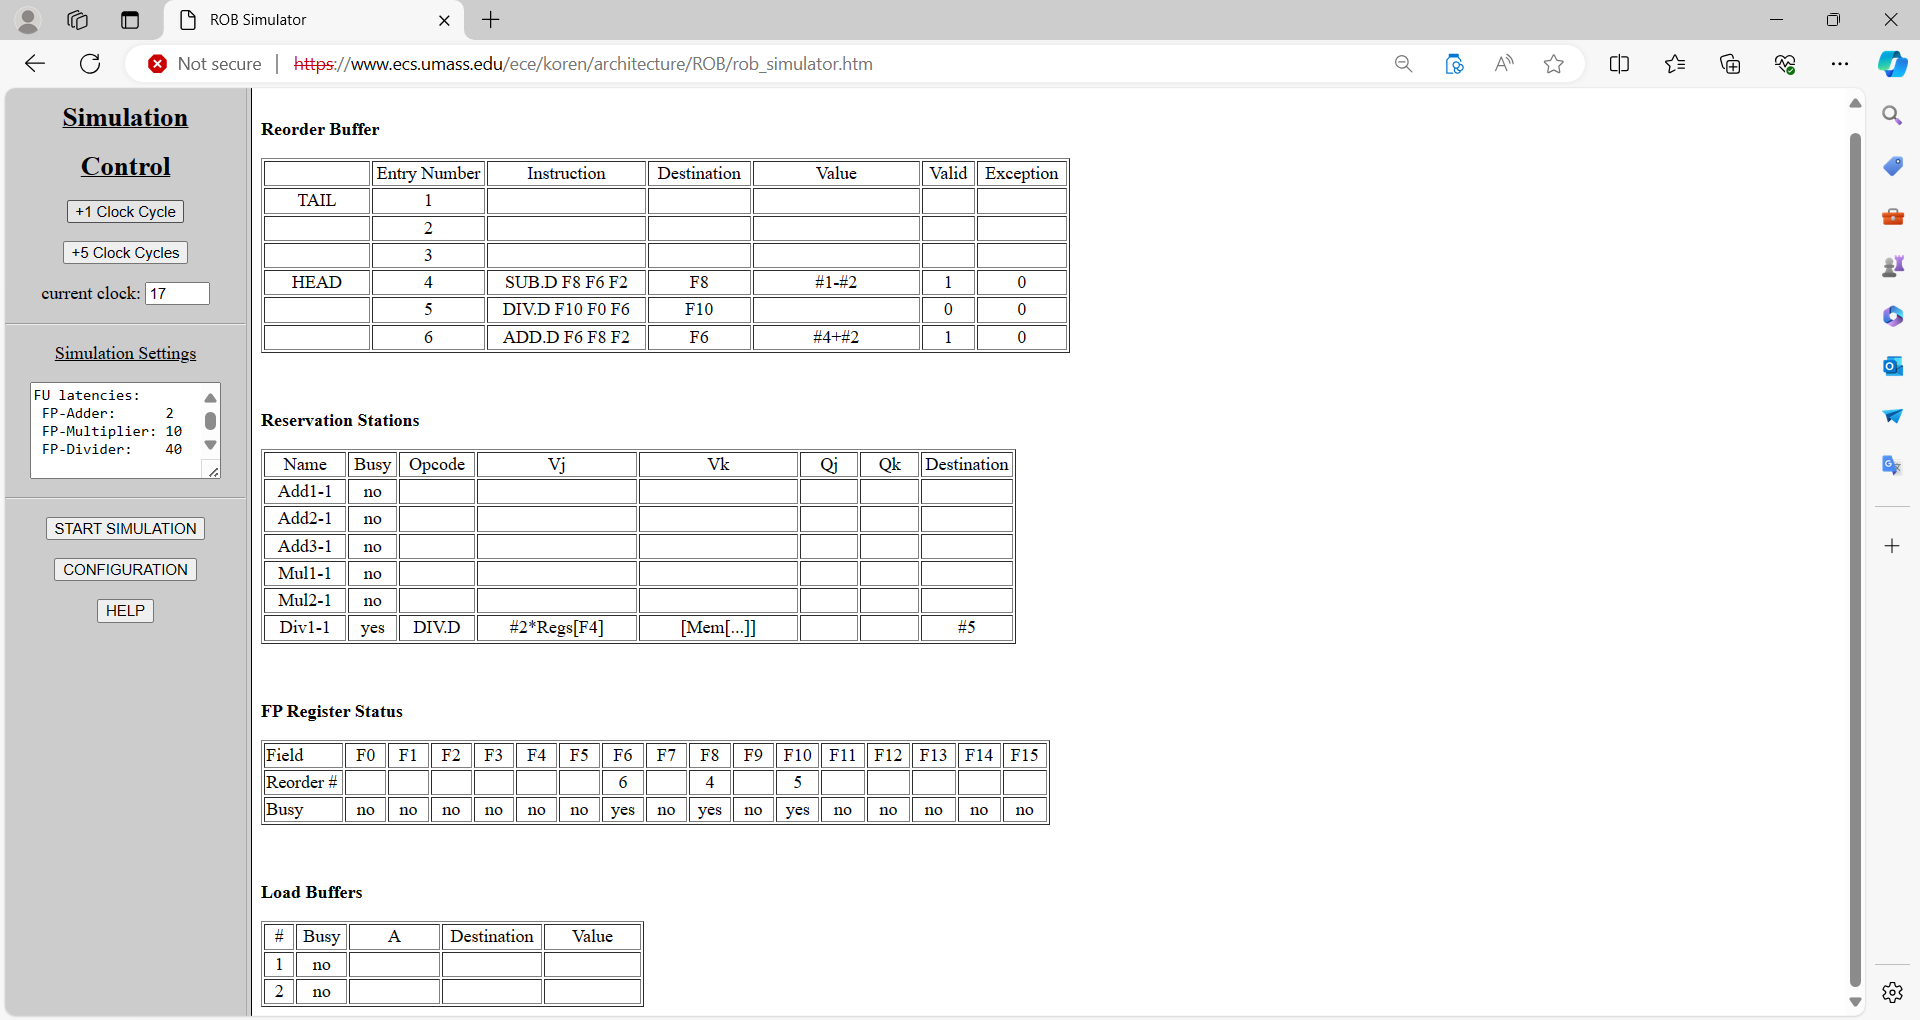 ROB Simulator
Not secure | https://www.ecs.umass.edu/ece/koren/architecture/ROB/rob_simulator.htm
Simulation
Control
+1 Clock Cycle
+5 Clock Cycles
current clock: 17
Simulation Settings
FU latencies:
FP-Adder: 2
FP-Multiplier: 10
FP-Divider: 40
START SIMULATION
CONFIGURATION
HELP
Reorder Buffer
Entry Number Instruction Destination Value Valid Exception
TAIL 1
2
3
HEAD 4 SUB.D F8 F6 F2 F8 #1-#2 1 0
5 DIV.D F10 F0 F6 F10 0 0
6 ADD.D F6 F8 F2 F6 #4+#2 1 0
Reservation Stations
Name Busy Opcode Vj Vk Qj Qk Destination
Add1-1 no
Add2-1 no
Add3-1 no
Mul1-1 no
Mul2-1 no
Div1-1 yes DIV.D #2*Regs[F4] [Mem[...]] #5
FP Register Status
Field F0 F1 F2 F3 F4 F5 F6 F7 F8 F9 F10 F11 F12 F13 F14 F15
Reorder # 6 4 5
Busy no no no no no no yes no yes no yes no no no no no
Load Buffers
# Busy A Destination Value
1 no
2 no